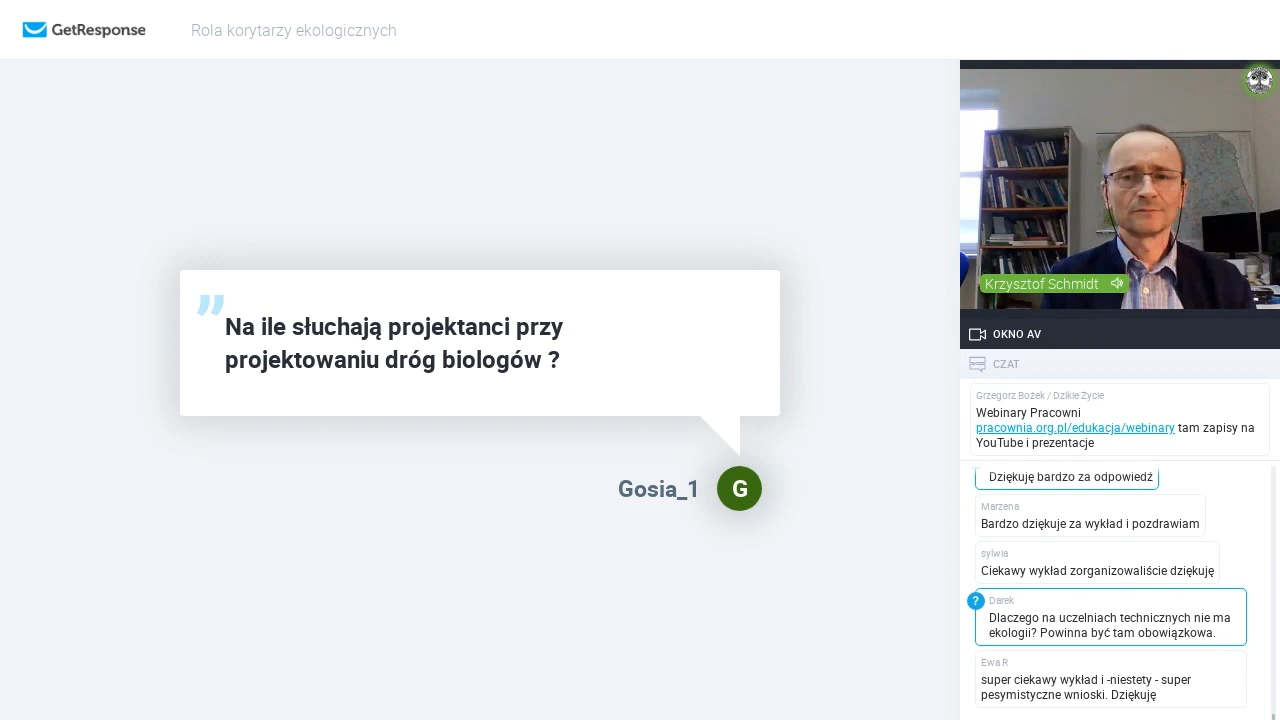 GetResponse
Rola korytarzy ekologicznych
Na ile słuchają projektanci przy
projektowaniu dróg biologów ?
Gosia_1
G
Krzysztof Schmidt
OKNO AV
CZAT
Grzegorz Bożek / Dzikie Życie
Webinary Pracowni
pracownia.org.pl/edukacja/webinary tam zapisy na
YouTube i prezentacje
Dziękuję bardzo za odpowiedź
Marzena
Bardzo dziękuje za wykład i pozdrawiam
sylwia
Ciekawy wykład zorganizowaliście dziękuję
?
Darek
Dlaczego na uczelniach technicznych nie ma
ekologii? Powinna być tam obowiązkowa.
Ewa R
super ciekawy wykład i -niestety - super
pesymistyczne wnioski. Dziękuję